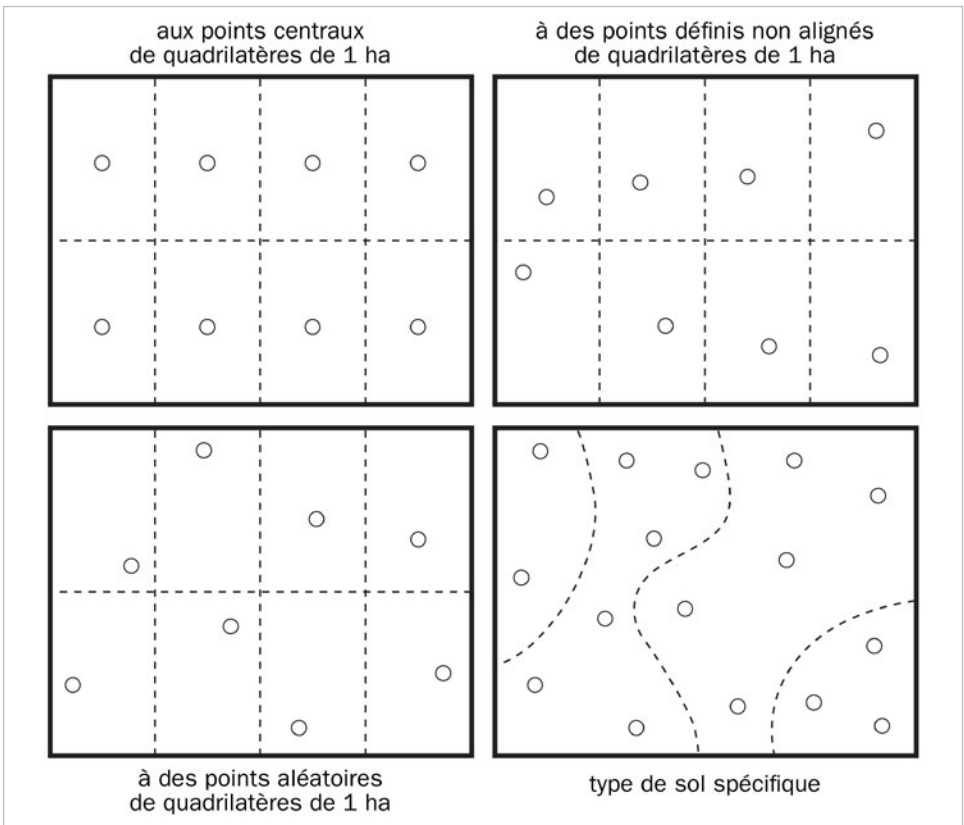 aux points centraux
de quadrilatères de 1 ha
à des points définis non alignés
de quadrilatères de 1 ha
à des points aléatoires
de quadrilatères de 1 ha
type de sol spécifique